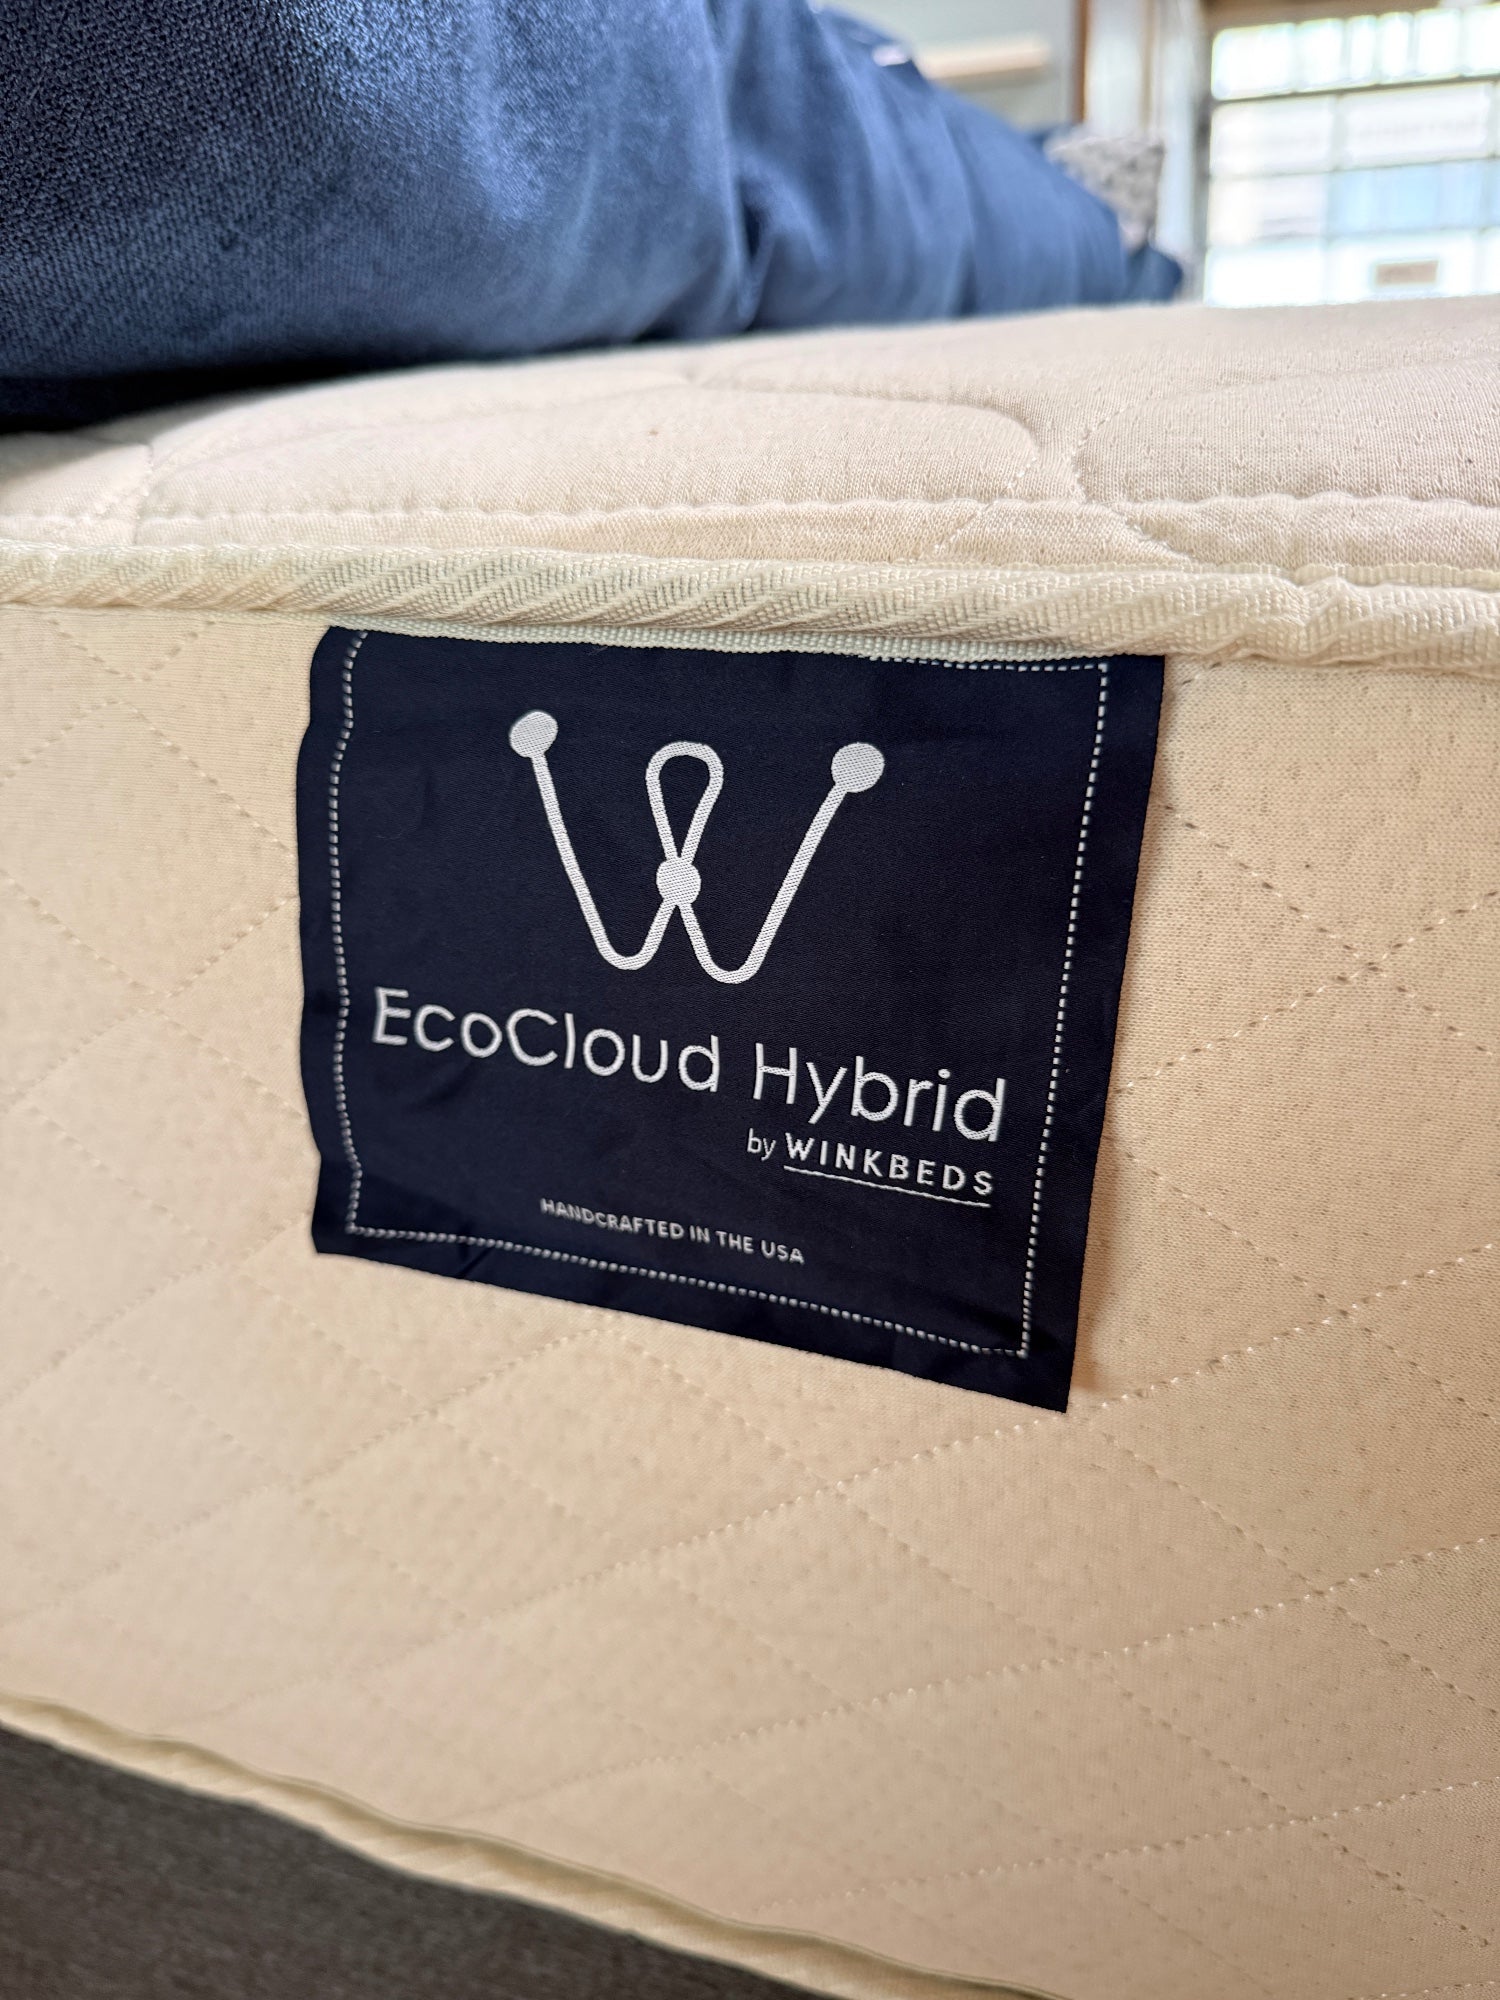 W
EcoCloud Hybrid
by WINKBEDS
HANDCRAFTED IN THE USA